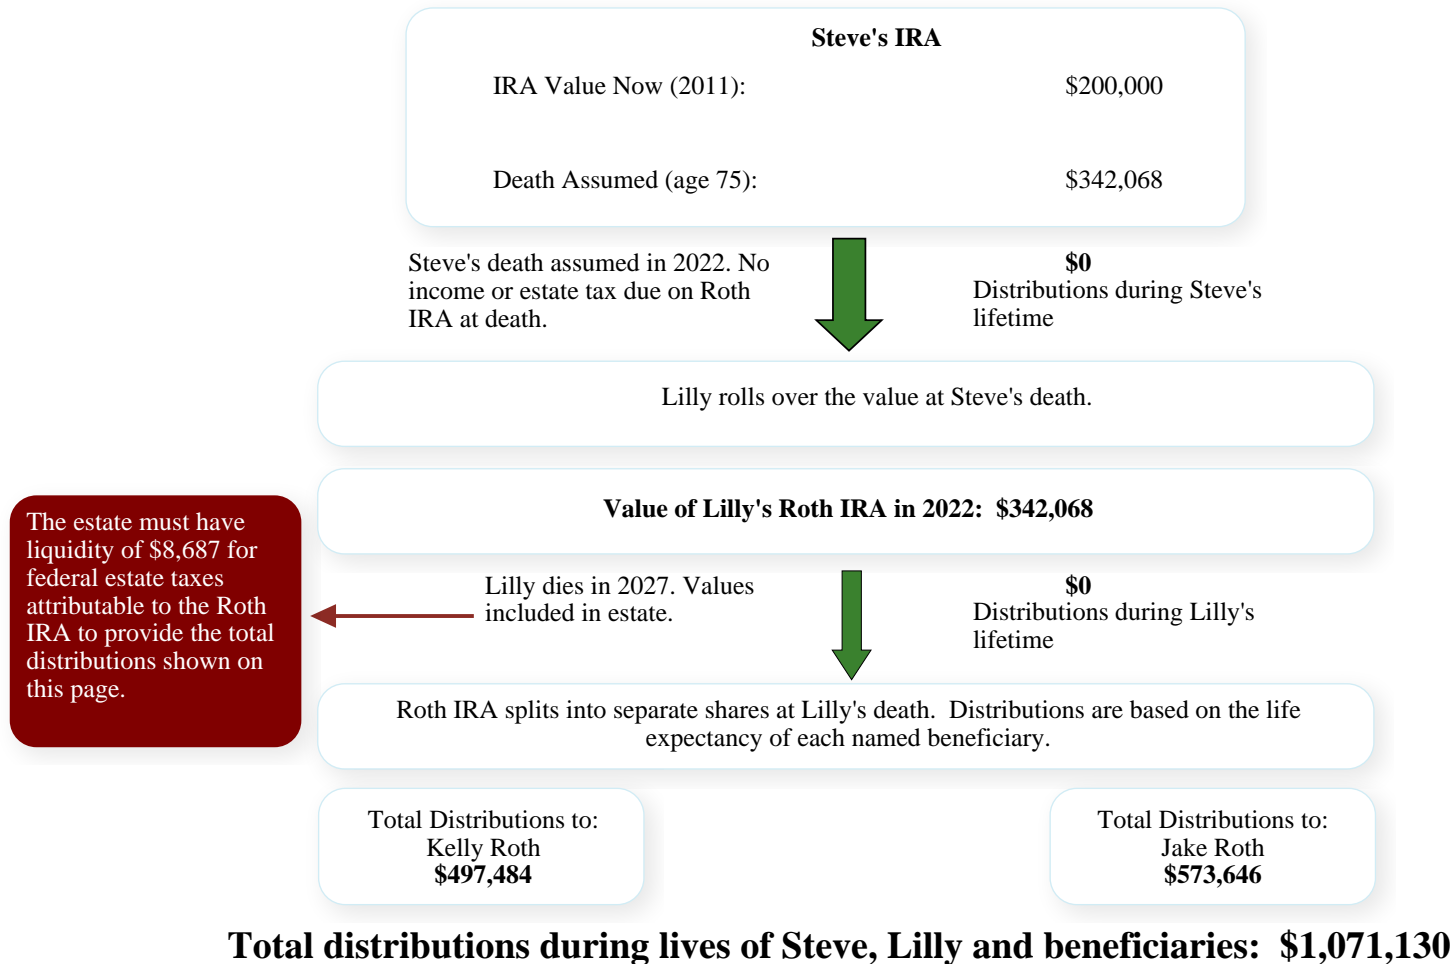 Steve's IRA
IRA Value Now (2011): $200,000
Death Assumed (age 75): $342,068
Steve's death assumed in 2022. No
income or estate tax due on Roth
IRA at death.
$0
Distributions during Steve's
lifetime
Lilly rolls over the value at Steve's death.
Value of Lilly's Roth IRA in 2022: $342,068
The estate must have
liquidity of $8,687 for
federal estate taxes
attributable to the Roth
IRA to provide the total
distributions shown on
this page.
Lilly dies in 2027. Values
included in estate.
$0
Distributions during Lilly's
lifetime
Roth IRA splits into separate shares at Lilly's death. Distributions are based on the life
expectancy of each named beneficiary.
Total Distributions to:
Kelly Roth
$497,484
Total Distributions to:
Jake Roth
$573,646
Total distributions during lives of Steve, Lilly and beneficiaries: $1,071,130